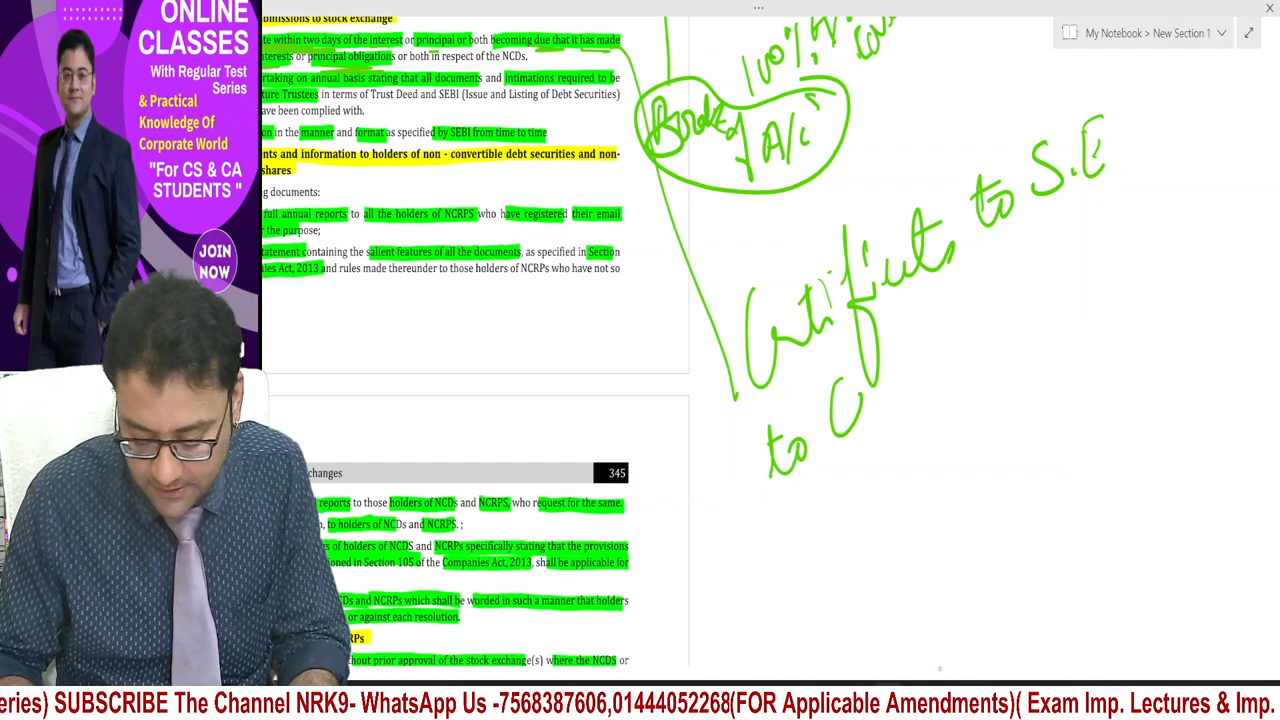 ONLINE
CLASSES
With Regular Test
Series
& Practical
Knowledge Of
Corporate World
"For CS & CA
STUDENTS "
JOIN
NOW
bmissions to stock exchange
te within two days of the interest or principal or both becoming due that it has made
terests or principal obligations or both in respect of the NCDs.
rtaking on annual basis stating that all documents and intimations required to be
ture Trustees in terms of Trust Deed and SEBI (Issue and Listing of Debt Securities)
ave been complied with.
on in the manner and format as specified by SEBI from time to time
ents and information to holders of non - convertible debt securities and non-
shares
ng documents:
full annual reports to all the holders of NCRPS who have registered their email
r the purpose;
tatement containing the salient features of all the documents, as specified in Section
ies Act, 2013 and rules made thereunder to those holders of NCRPs who have not so
hanges 345
reports to those holders of NCDs and NCRPS, who request for the same.
n, to holders of NCDs and NCRPS. ;
s of holders of NCDS and NCRPs specifically stating that the provisions
oned in Section 105 of the Companies Act, 2013, shall be applicable for
CDs and NCRPs which shall be worded in such a manner that holders
or against each resolution.
RPs
hout prior approval of the stock exchange(s) where the NCDS or
My Notebook > New Section 1
100%
Book of
A/c
Certificate to S.E
to C
eries) SUBSCRIBE The Channel NRK9- WhatsApp Us -7568387606,01444052268(FOR Applicable Amendments)( Exam Imp. Lectures & Imp.